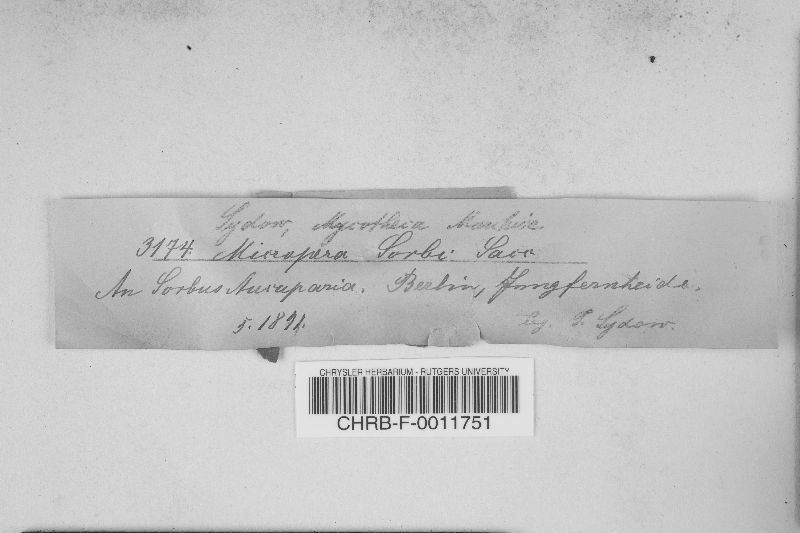 Sydow, Mycotheca Marchica.
3174. Micropera Sorbi Sacc
An Sorbus Aucuparia. Berlin, Jungfernheide.
5. 1891. Leg. P. Sydow.
CHRYSLER HERBARIUM - RUTGERS UNIVERSITY
CHRB-F-0011751